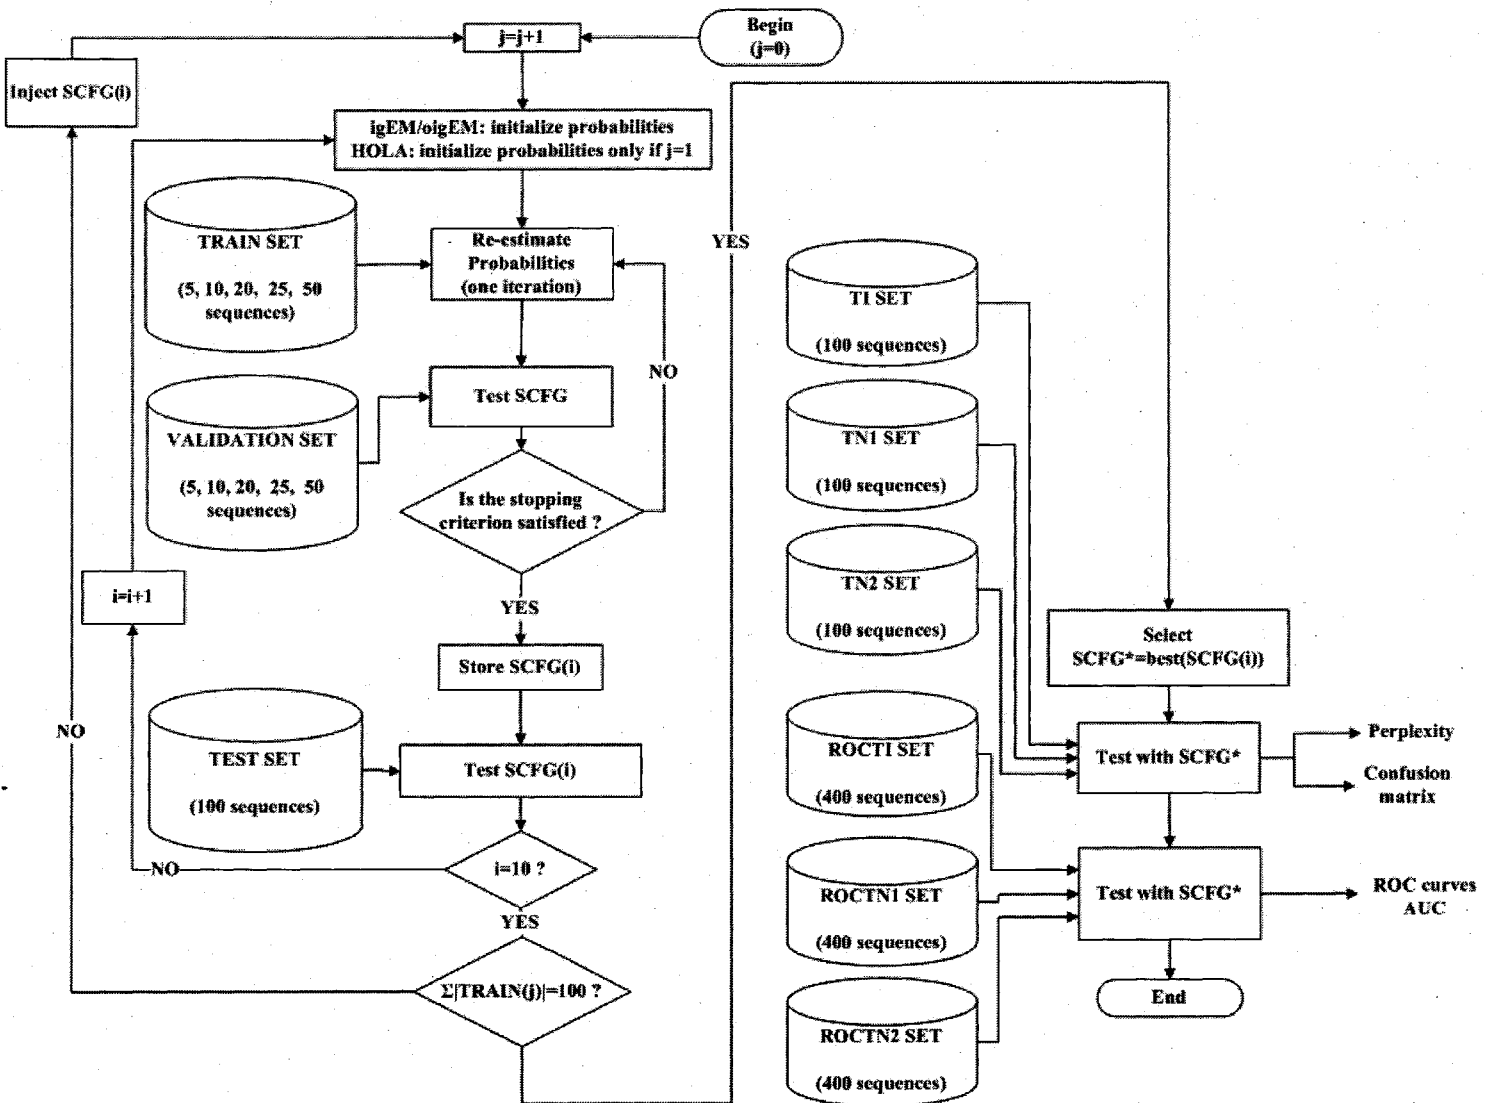 Begin
(j=0)
j=j+1
Inject SCFG(i)
igEM/oigEM: initialize probabilities
HOLA: initialize probabilities only if j=1
TRAIN SET
(5, 10, 20, 25, 50
sequences)
Re-estimate
Probabilities
(one iteration)
NO
Test SCFG
VALIDATION SET
(5, 10, 20, 25, 50
sequences)
Is the stopping
criterion satisfied ?
i=i+1
YES
Store SCFG(i)
TEST SET
(100 sequences)
Test SCFG(i)
NO
i=10 ?
NO
YES
Σ|TRAIN(j)|=100 ?
YES
TI SET
(100 sequences)
TN1 SET
(100 sequences)
TN2 SET
(100 sequences)
Select
SCFG*=best(SCFG(i))
ROCTI SET
(400 sequences)
Test with SCFG*
Perplexity
Confusion
matrix
ROCTN1 SET
(400 sequences)
Test with SCFG*
ROC curves
AUC
ROCTN2 SET
(400 sequences)
End